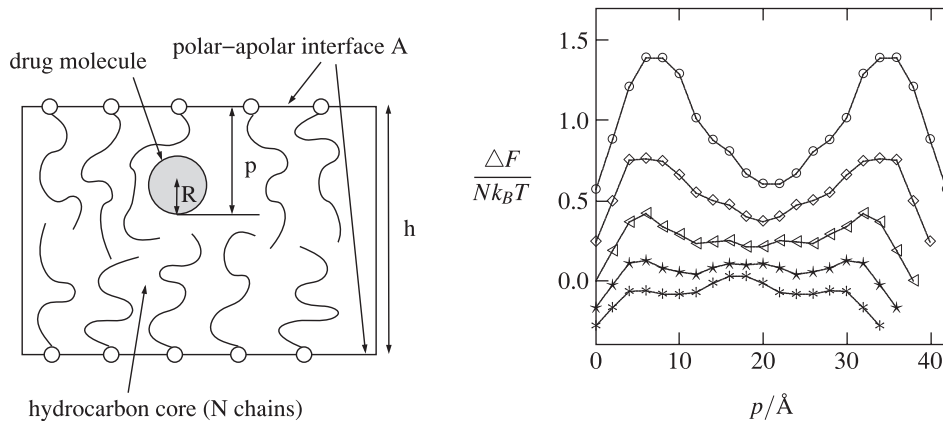 polar–apolar interface A
drug molecule
p
R
h
hydrocarbon core (N chains)
1.5
1.0
0.5
0.0
△F
Nk_BT
0 10 20 30 40
p/Å